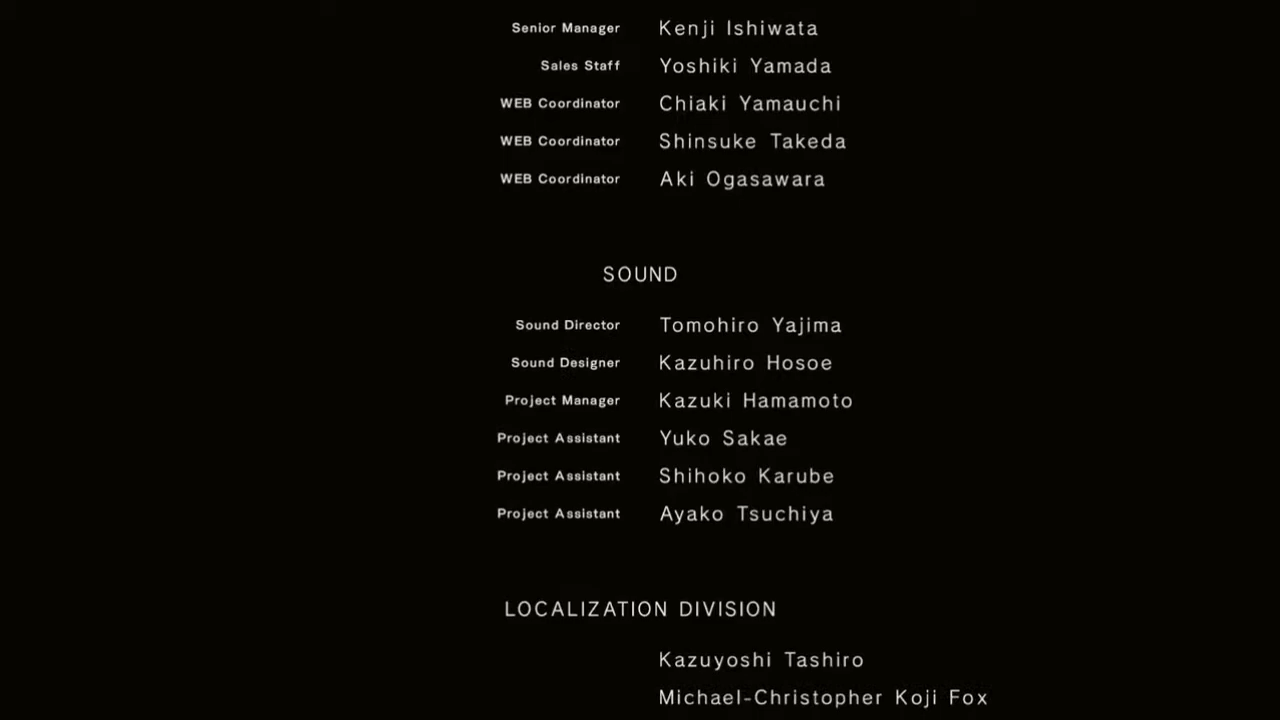 Senior Manager Kenji Ishiwata
Sales Staff Yoshiki Yamada
WEB Coordinator Chiaki Yamauchi
WEB Coordinator Shinsuke Takeda
WEB Coordinator Aki Ogasawara
SOUND
Sound Director Tomohiro Yajima
Sound Designer Kazuhiro Hosoe
Project Manager Kazuki Hamamoto
Project Assistant Yuko Sakae
Project Assistant Shihoko Karube
Project Assistant Ayako Tsuchiya
LOCALIZATION DIVISION
Kazuyoshi Tashiro
Michael-Christopher Koji Fox